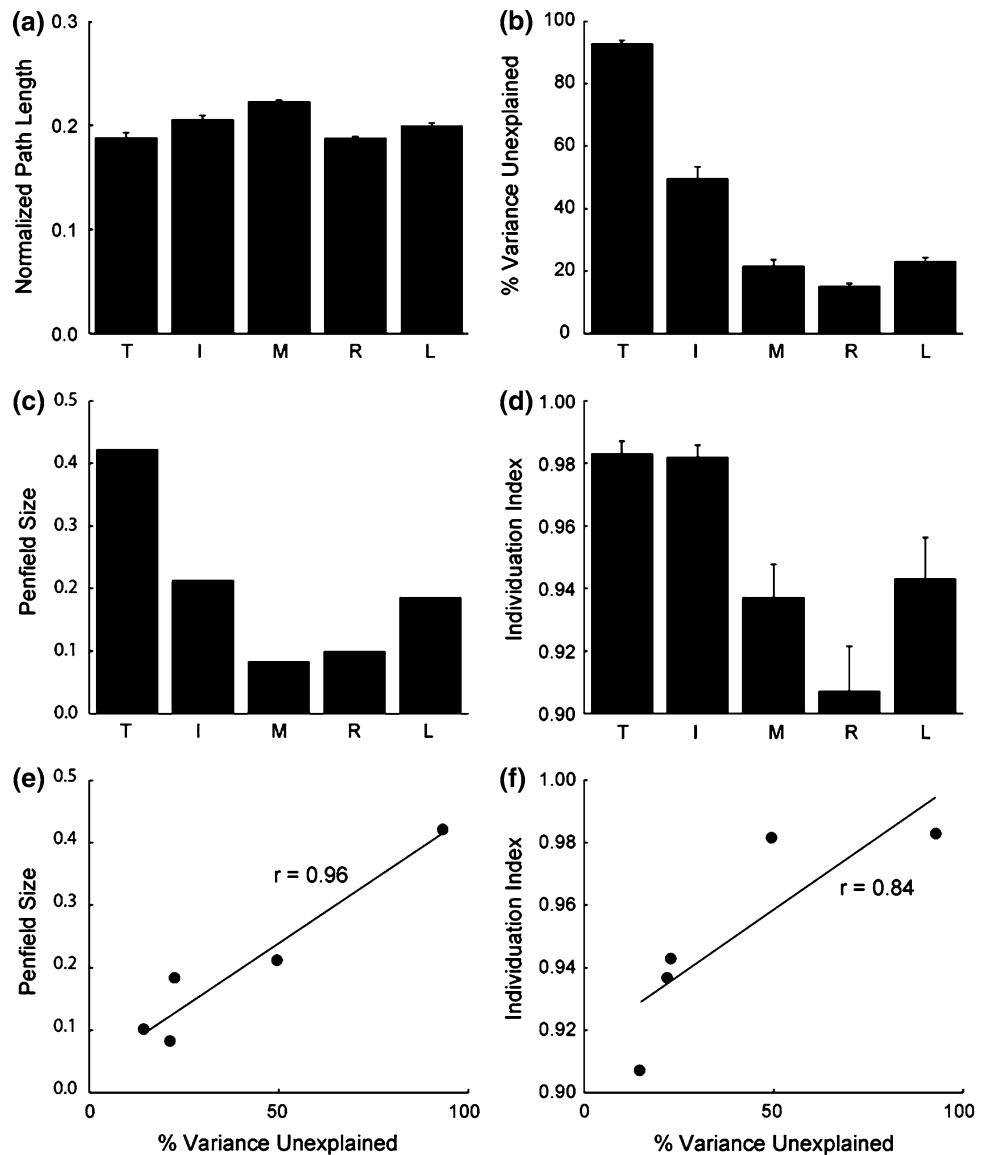 (a)
Normalized Path Length
0.3
0.2
0.1
0.0
T I M R L
(b)
% Variance Unexplained
100
80
60
40
20
0
T I M R L
(c)
Penfield Size
0.5
0.4
0.3
0.2
0.1
0.0
T I M R L
(d)
Individuation Index
1.00
0.98
0.96
0.94
0.92
0.90
T I M R L
(e)
Penfield Size
0.5
0.4
0.3
0.2
0.1
0.0
r = 0.96
0 50 100
% Variance Unexplained
(f)
Individuation Index
1.00
0.98
0.96
0.94
0.92
0.90
r = 0.84
0 50 100
% Variance Unexplained